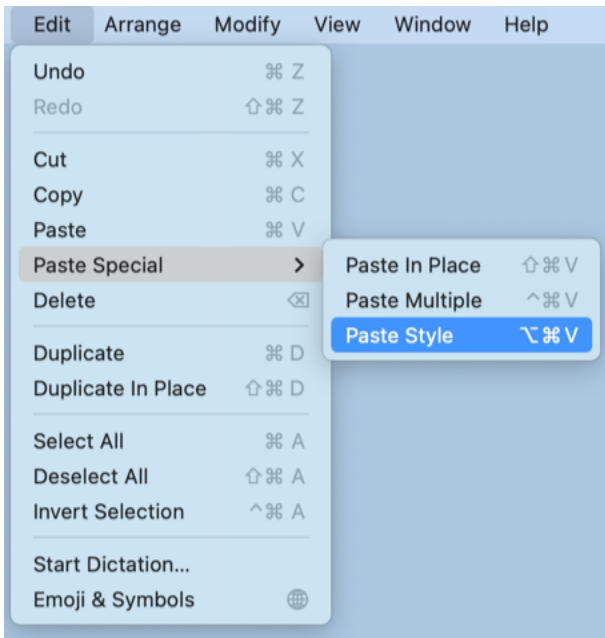 Edit Arrange Modify View Window Help
Undo ⌘ Z
Redo ⇧⌘ Z
Cut ⌘ X
Copy ⌘ C
Paste ⌘ V
Paste Special >
Paste In Place ⇧⌘ V
Delete ⌫
Paste Multiple ^⌘ V
Paste Style ⌥⌘ V
Duplicate ⌘ D
Duplicate In Place ⇧⌘ D
Select All ⌘ A
Deselect All ⇧⌘ A
Invert Selection ^⌘ A
Start Dictation...
Emoji & Symbols